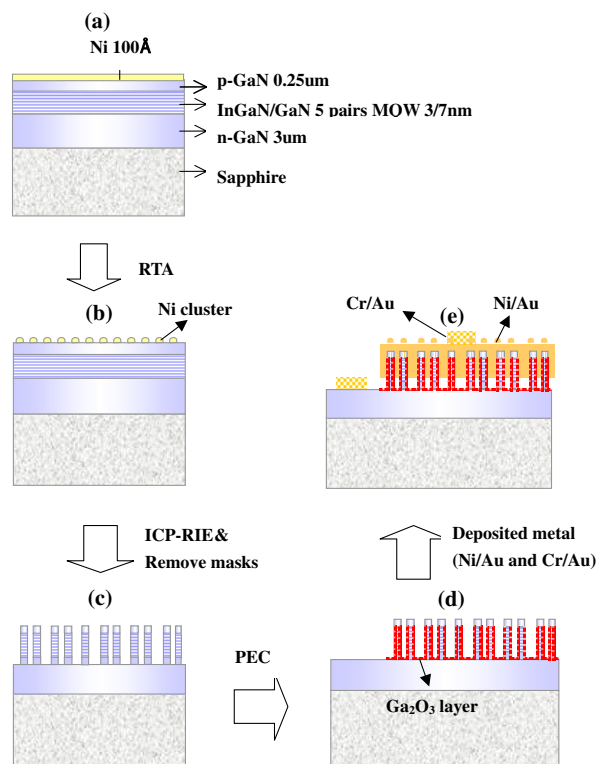 (a)
Ni 100Å
p-GaN 0.25um
InGaN/GaN 5 pairs MQW 3/7nm
n-GaN 3um
Sapphire
RTA
(b)
Ni cluster
Cr/Au
(e)
Ni/Au
ICP-RIE&
Remove masks
Deposited metal
(Ni/Au and Cr/Au)
(c)
PEC
(d)
Ga₂O₃ layer